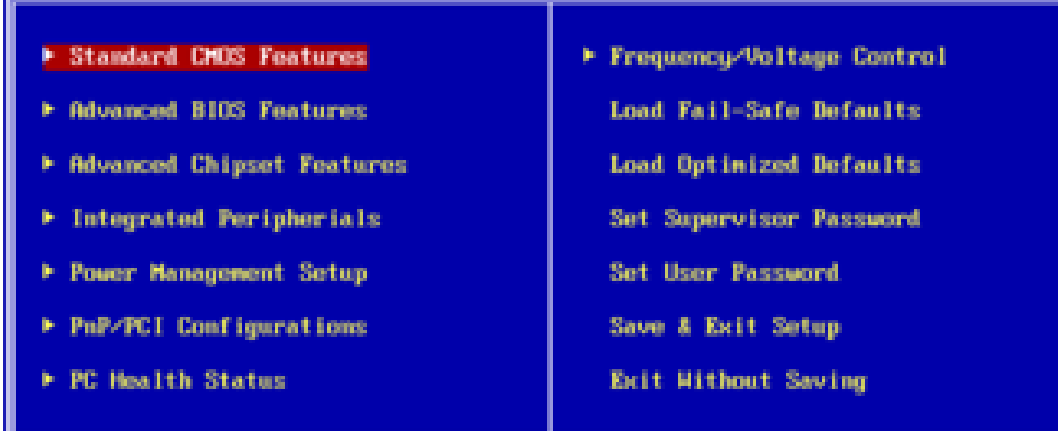 Standard CMOS Features
Advanced BIOS Features
Advanced Chipset Features
Integrated Peripherials
Power Management Setup
PnP/PCI Configurations
PC Health Status
Frequency/Voltage Control
Load Fail-Safe Defaults
Load Optimized Defaults
Set Supervisor Password
Set User Password
Save & Exit Setup
Exit Without Saving